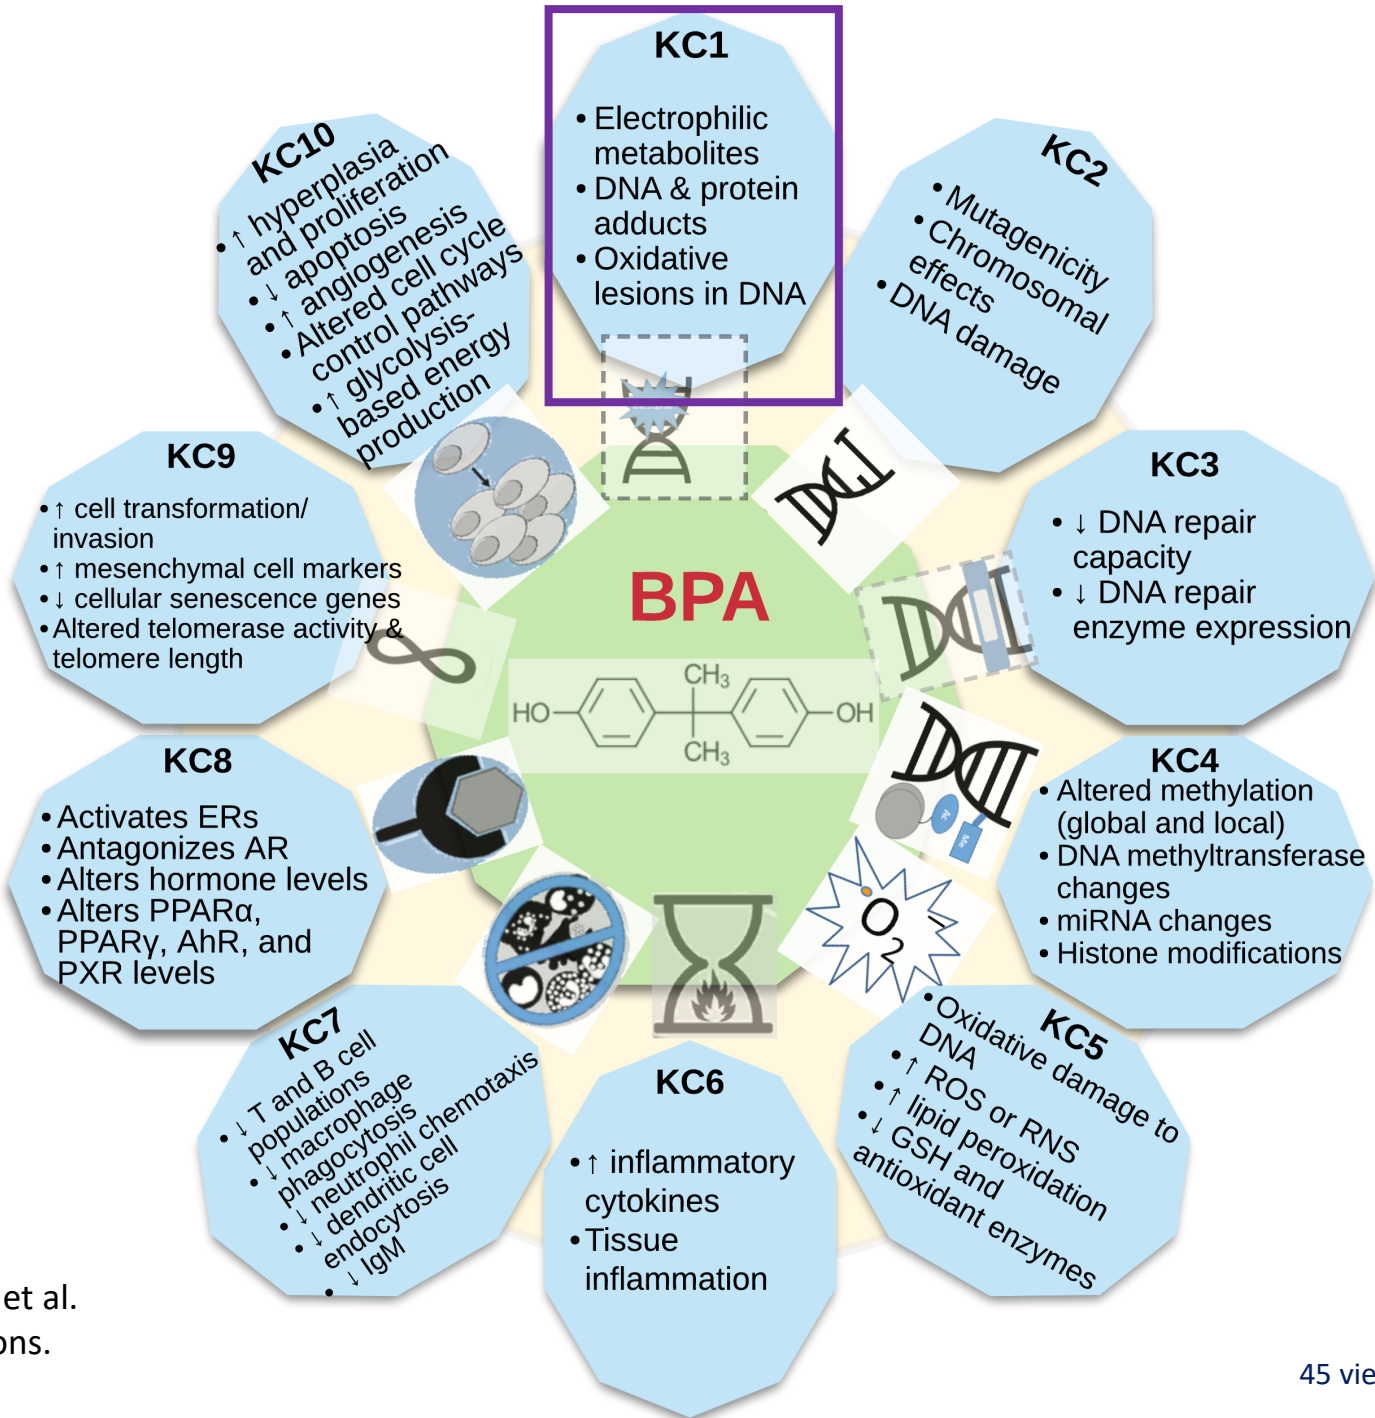 KC1
• Electrophilic
metabolites
• DNA & protein
adducts
• Oxidative
lesions in DNA
KC2
• Mutagenicity
• Chromosomal
effects
• DNA damage
KC3
• ↓ DNA repair
capacity
• ↓ DNA repair
enzyme expression
KC4
• Altered methylation
(global and local)
• DNA methyltransferase
changes
• miRNA changes
• Histone modifications
KC5
• Oxidative damage to
DNA
• ↑ ROS or RNS
• ↑ lipid peroxidation
• ↓ GSH and
antioxidant enzymes
KC6
• ↑ inflammatory
cytokines
• Tissue
inflammation
KC7
• ↓ T and B cell
populations
• ↓ macrophage
phagocytosis
• ↓ neutrophil chemotaxis
• ↓ dendritic cell
endocytosis
• ↓ IgM
KC8
• Activates ERs
• Antagonizes AR
• Alters hormone levels
• Alters PPARα,
PPARγ, AhR, and
PXR levels
KC9
• ↑ cell transformation/
invasion
• ↑ mesenchymal cell markers
• ↓ cellular senescence genes
• Altered telomerase activity &
telomere length
KC10
• ↑ hyperplasia
and proliferation
• ↓ apoptosis
• ↑ angiogenesis
• Altered cell cycle
control pathways
• ↑ glycolysis-
based energy
production
BPA
CH₃
HO
OH
CH₃
Ac
Me
O₂⁻
et al.
ons.
45 vie